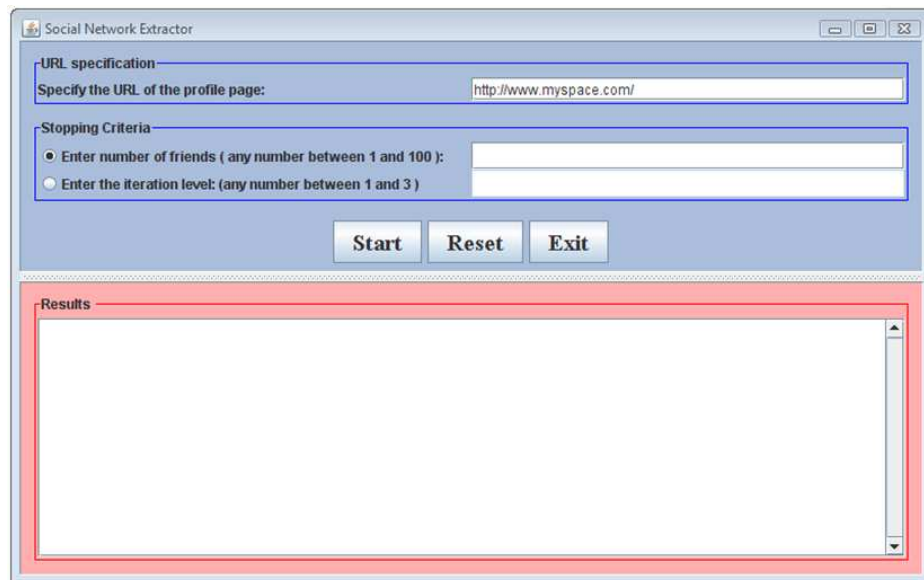 Social Network Extractor
URL specification
Specify the URL of the profile page: http://www.myspace.com/
Stopping Criteria
Enter number of friends ( any number between 1 and 100 ):
Enter the iteration level: (any number between 1 and 3 )
Start Reset Exit
Results